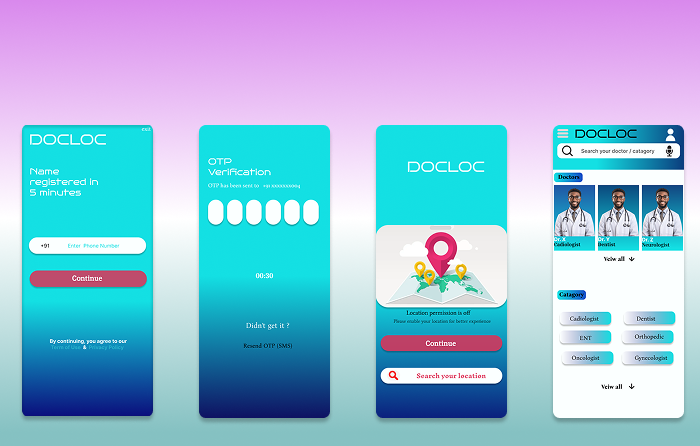 exit
DOCLOC
Name
registered in
5 minutes
+91
Enter Phone Number
Continue
By continuing, you agree to our
Term of Use & Privacy Policy
OTP
Verification
OTP has been sent to
00:30
Didn't get it ?
Resend OTP (SMS)
DOCLOC
Location permission is off
Please enable your location for better experience
Continue
Search your location
DOCLOC
Search your doctor / catagory
Doctors
Dr. X
Dr. Y
Dr. Z
Cadiologist
Dentist
Neurologist
Veiw all
Catagory
Cadiologist
Dentist
ENT
Orthopedic
Oncologist
Gynecologist
Veiw all